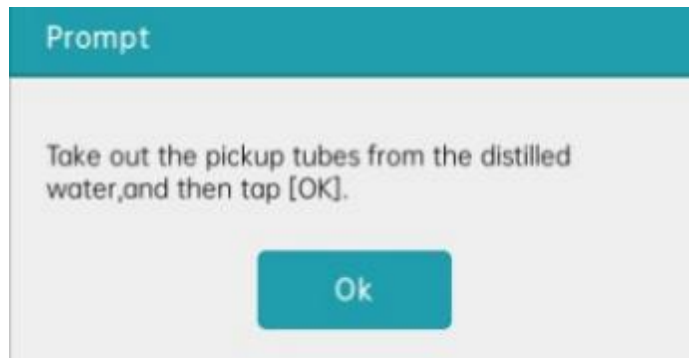 Prompt
Take out the pickup tubes from the distilled
water,and then tap [OK].
Ok